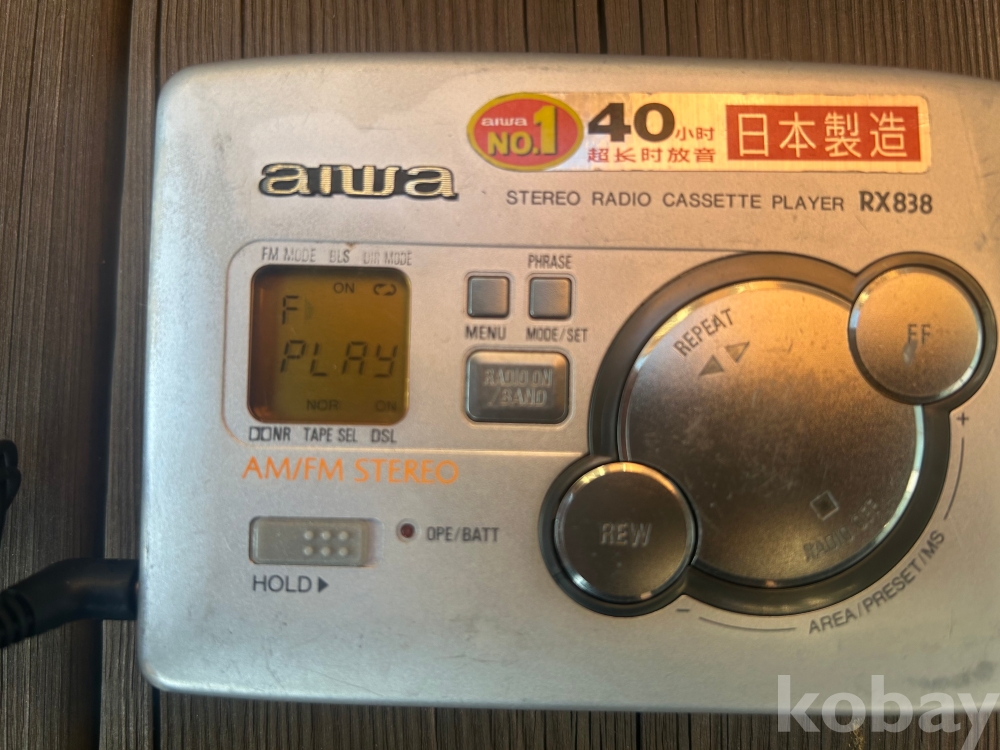 aiwa
NO.1
40小时
超长时放音
日本製造
aiwa
STEREO RADIO CASSETTE PLAYER RX838
FM MODE BLS DIR MODE
ON
F
PLAY
NOR ON
NR TAPE SEL DSL
PHRASE
MENU MODE/SET
RADIO ON
/BAND
REPEAT
FF
+
AM/FM STEREO
HOLD
OPE/BATT
REW
RADIO OFF
−
AREA/PRESET/MS
kobay